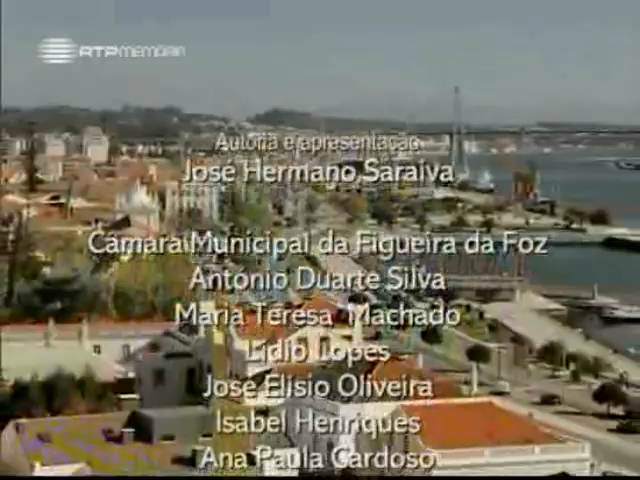 RTP MEMÓRIA
Autoria e apresentação
José Hermano Saraiva
Câmara Municipal da Figueira da Foz
António Duarte Silva
Maria Teresa Machado
Lídio Lopes
José Elísio Oliveira
Isabel Henriques
Ana Paula Cardoso